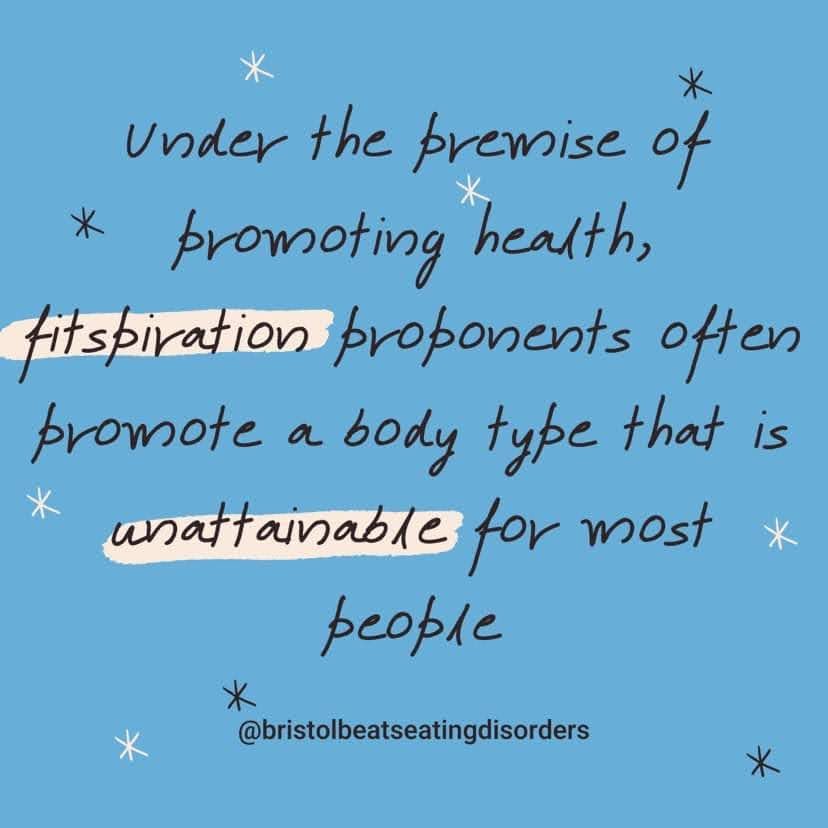 Under the premise of
promoting health,
fitspiration proponents often
promote a body type that is
unattainable for most
people
@bristolbeatseatingdisorders